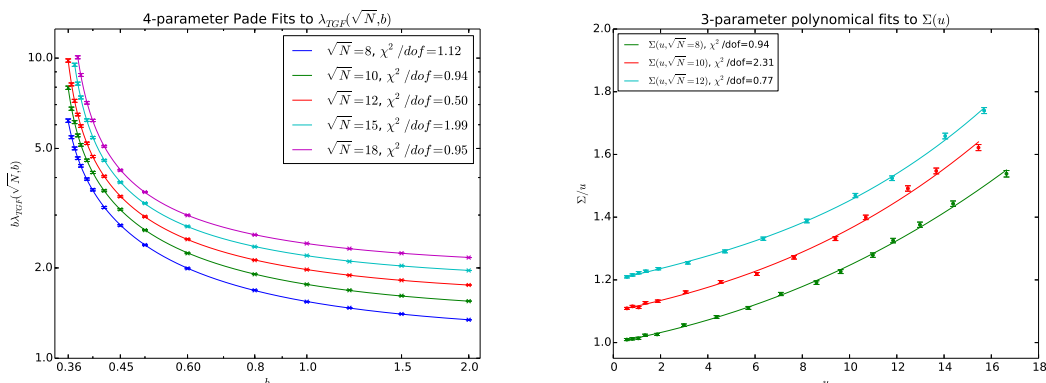 4-parameter Pade Fits to λ_TGF(√N,b)
bλ_TGF(√N,b)
10.0
5.0
2.0
1.0
√N=8, χ² /dof=1.12
√N=10, χ² /dof=0.94
√N=12, χ² /dof=0.50
√N=15, χ² /dof=1.99
√N=18, χ² /dof=0.95
0.36 0.45 0.60 0.8 1.0 1.5 2.0
3-parameter polynomical fits to Σ(u)
Σ/u
2.0
1.8
1.6
1.4
1.2
1.0
Σ(u,√N=8), χ² /dof=0.94
Σ(u,√N=10), χ² /dof=2.31
Σ(u,√N=12), χ² /dof=0.77
0 2 4 6 8 10 12 14 16 18